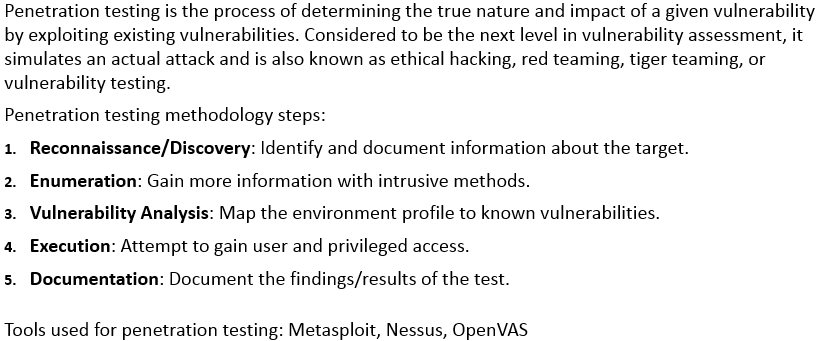 Penetration testing is the process of determining the true nature and impact of a given vulnerability
by exploiting existing vulnerabilities. Considered to be the next level in vulnerability assessment, it
simulates an actual attack and is also known as ethical hacking, red teaming, tiger teaming, or
vulnerability testing.
Penetration testing methodology steps:
1. Reconnaissance/Discovery: Identify and document information about the target.
2. Enumeration: Gain more information with intrusive methods.
3. Vulnerability Analysis: Map the environment profile to known vulnerabilities.
4. Execution: Attempt to gain user and privileged access.
5. Documentation: Document the findings/results of the test.
Tools used for penetration testing: Metasploit, Nessus, OpenVAS